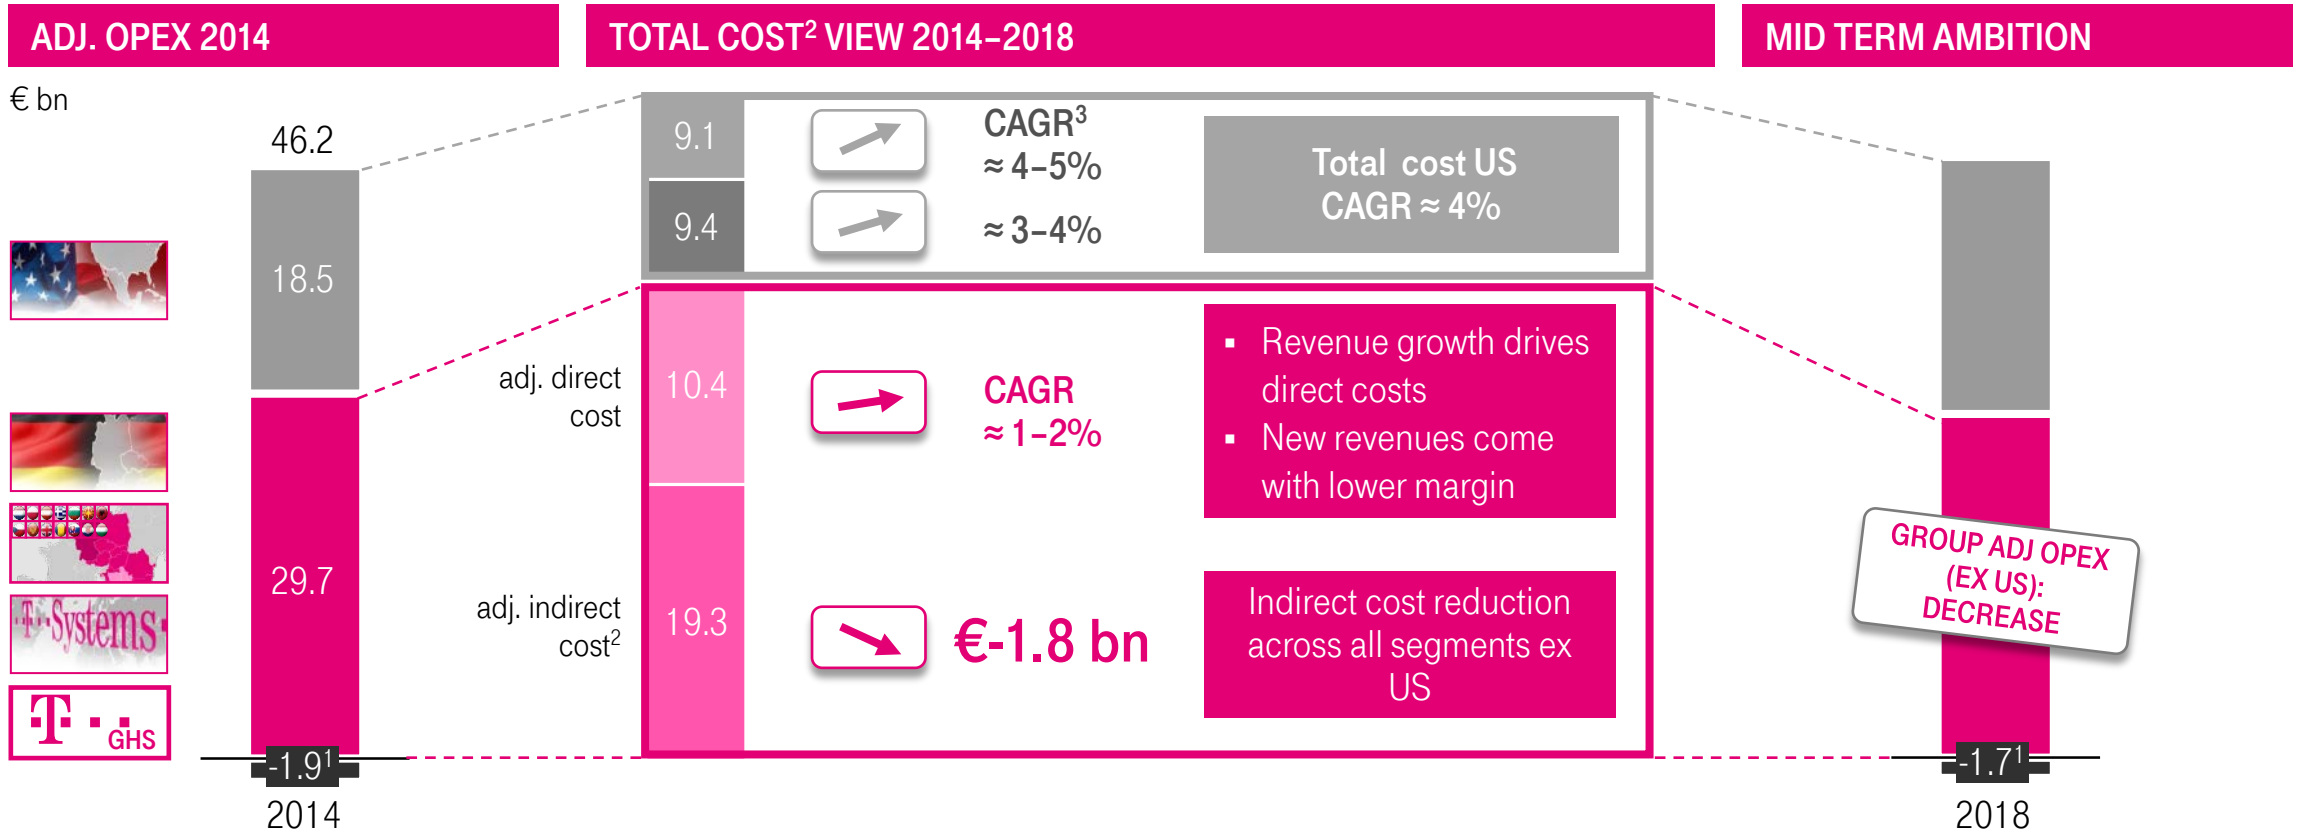 ADJ. OPEX 2014
TOTAL COST² VIEW 2014–2018
MID TERM AMBITION
€ bn
46.2
18.5
29.7
-1.9¹
2014
·T··Systems·
T··
GHS
adj. direct
cost
adj. indirect
cost²
9.1
9.4
10.4
19.3
CAGR³
≈ 4–5%
≈ 3–4%
Total cost US
CAGR ≈ 4%
CAGR
≈ 1–2%
▪ Revenue growth drives
direct costs
▪ New revenues come
with lower margin
€-1.8 bn
Indirect cost reduction
across all segments ex
US
GROUP ADJ OPEX
(EX US):
DECREASE
-1.7¹
2018